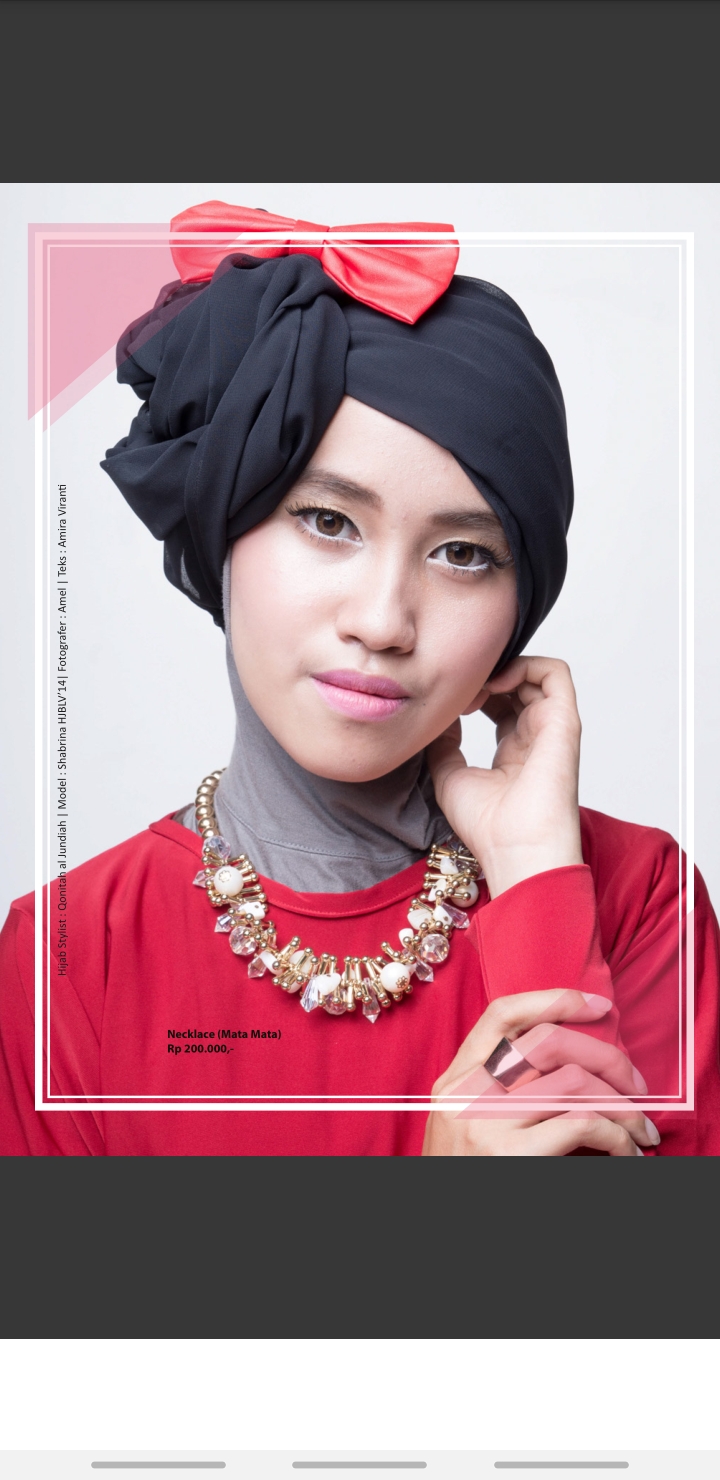 Hijab Stylist : Qonitah al Jundiah | Model : Shabrina HJBLV'14| Fotografer : Amel | Teks : Amira Viranti
Necklace (Mata Mata)
Rp 200.000,-